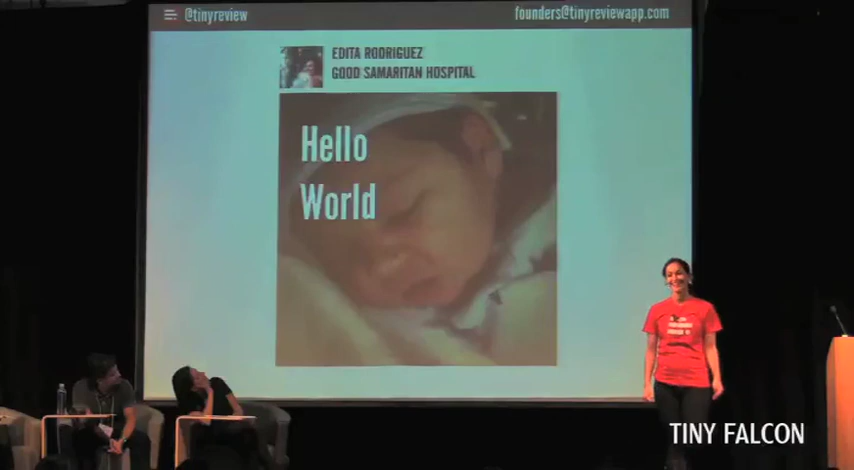 @tinyreview
founders@tinyreviewapp.com
EDITA RODRIGUEZ
GOOD SAMARITAN HOSPITAL
Hello
World
TINY FALCON